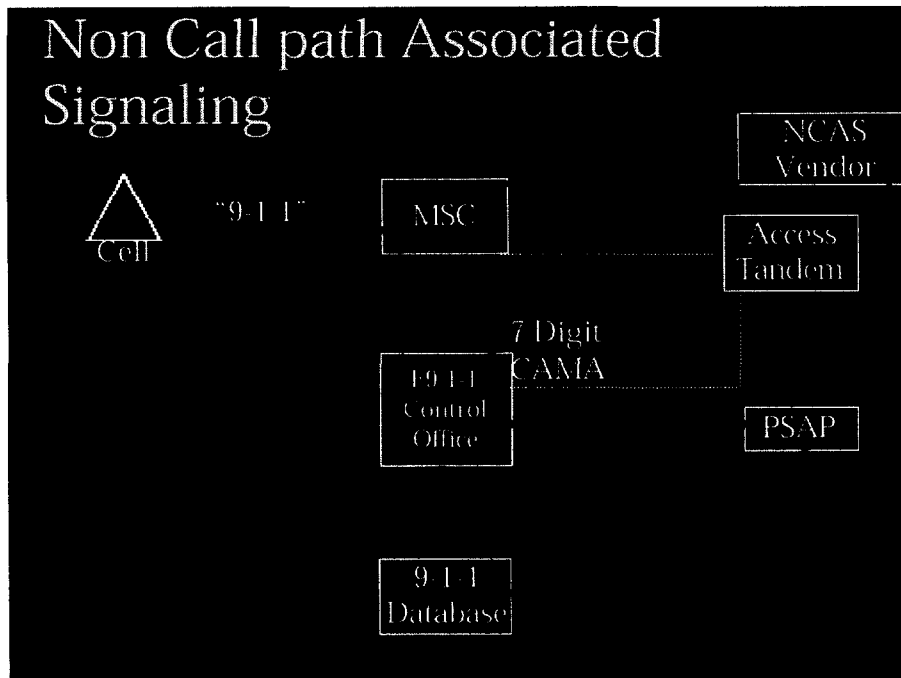 Non Call path Associated
Signaling
NCAS
Vendor
"9-1-1"
MSC
Cell
Access
Tandem
7 Digit
CAMA
E9-1-1
Control
Office
PSAP
9-1-1
Database